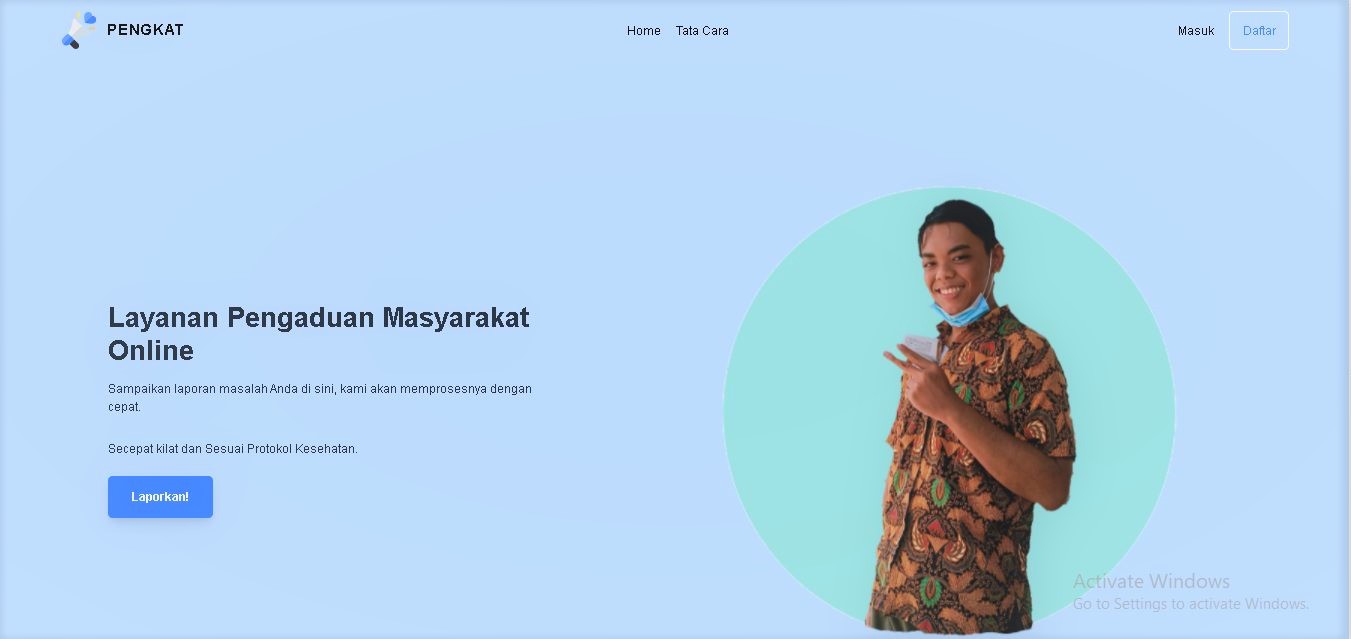 PENGKAT
Home
Tata Cara
Masuk
Daftar
Layanan Pengaduan Masyarakat
Online
Sampaikan laporan masalah Anda di sini, kami akan memprosesnya dengan
cepat.
Secepat kilat dan Sesuai Protokol Kesehatan.
Laporkan!
Activate Windows
Go to Settings to activate Windows.